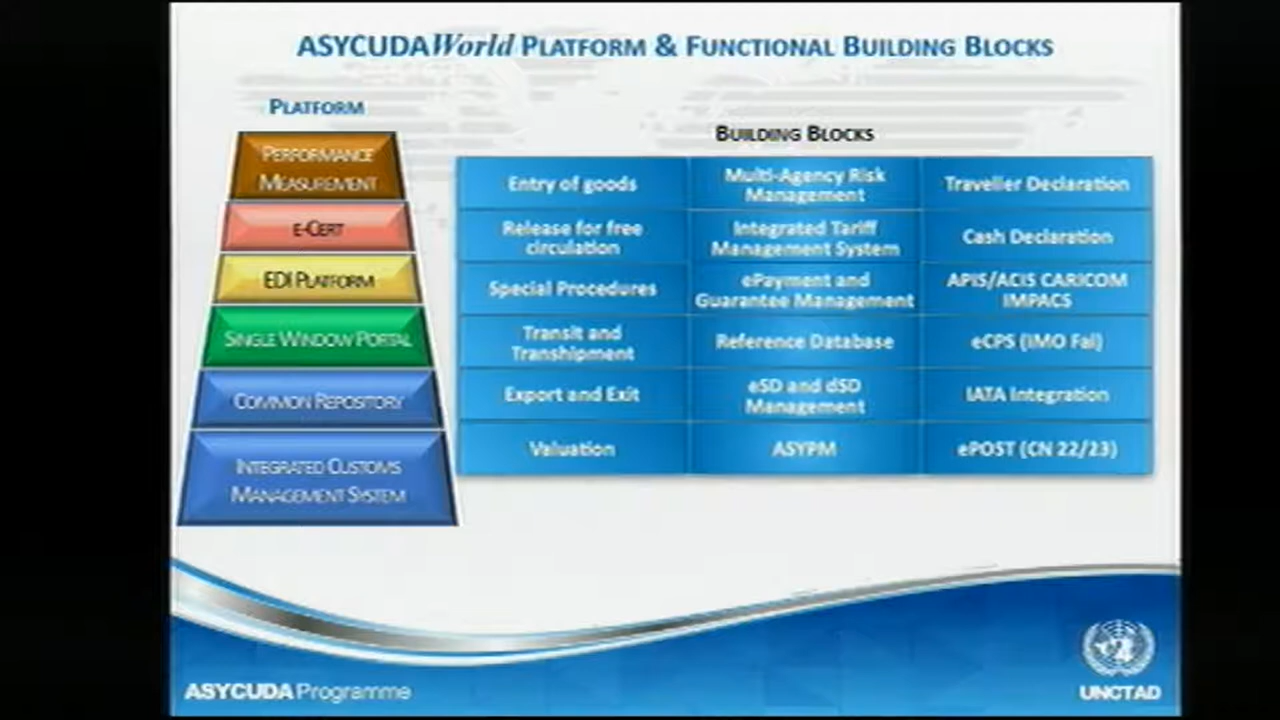 ASYCUDAWorld PLATFORM & FUNCTIONAL BUILDING BLOCKS
PLATFORM
PERFORMANCE
MEASUREMENT
E-CERT
EDI PLATFORM
SINGLE WINDOW PORTAL
COMMON REPOSITORY
INTEGRATED CUSTOMS
MANAGEMENT SYSTEM
BUILDING BLOCKS
Entry of goods
Multi-Agency Risk
Management
Traveller Declaration
Release for free
circulation
Integrated Tariff
Management System
Cash Declaration
Special Procedures
ePayment and
Guarantee Management
APIS/ACIS CARICOM
IMPACS
Transit and
Transhipment
Reference Database
eCPS (IMO Fal)
Export and Exit
eSD and dSD
Management
IATA Integration
Valuation
ASYPM
ePOST (CN 22/23)
ASYCUDA Programme
UNCTAD